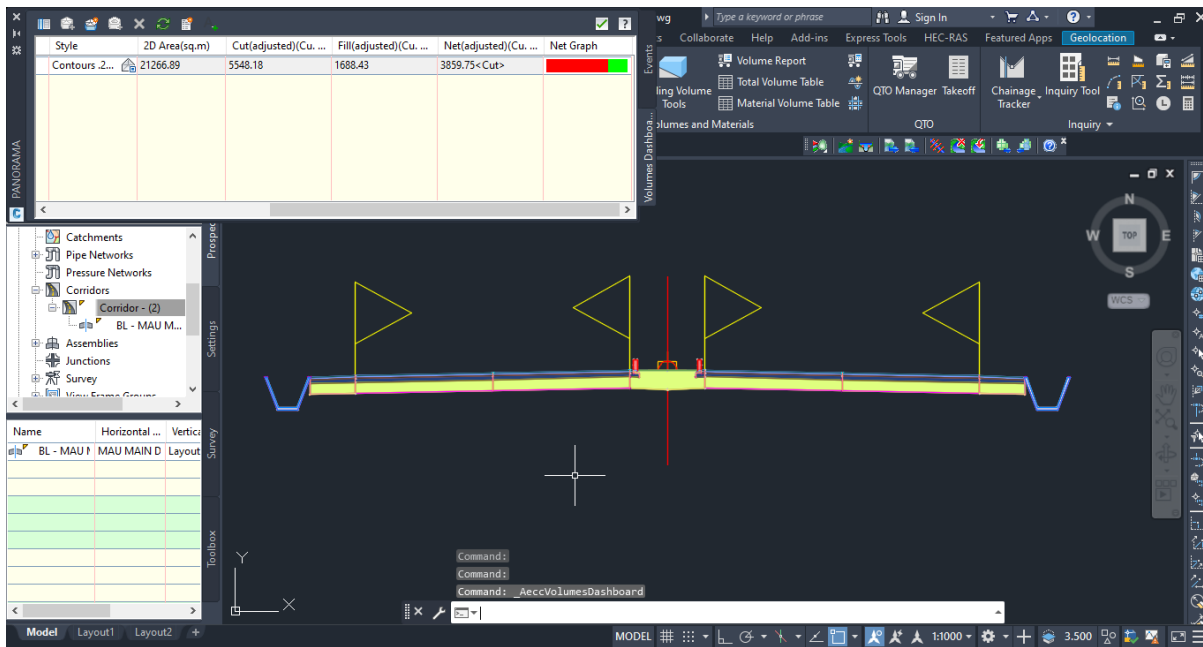 wg
Type a keyword or phrase
Sign In
s Collaborate Help Add-ins Express Tools HEC-RAS Featured Apps Geolocation
Style 2D Area(sq.m) Cut(adjusted)(Cu. ... Fill(adjusted)(Cu. ... Net(adjusted)(Cu. ... Net Graph
Contours .2... 21266.89 5548.18 1688.43 3859.75<Cut>
PANORAMA
Events
Volumes Dashboa...
ling Volume
Tools
Volume Report
Total Volume Table
Material Volume Table
QTO Manager
Takeoff
Chainage
Tracker
Inquiry Tool
olumes and Materials
QTO
Inquiry
Catchments
Pipe Networks
Pressure Networks
Corridors
Corridor - (2)
BL - MAU M...
Assemblies
Junctions
Survey
View Frame Groups
Prospec
Settings
Survey
Toolbox
Name Horizontal ... Vertica
BL - MAU M MAU MAIN D Layout
N
W TOP E
S
WCS
Y
X
Command:
Command:
Command: _AeccVolumesDashboard
Model Layout1 Layout2 +
MODEL 1:1000 3.500